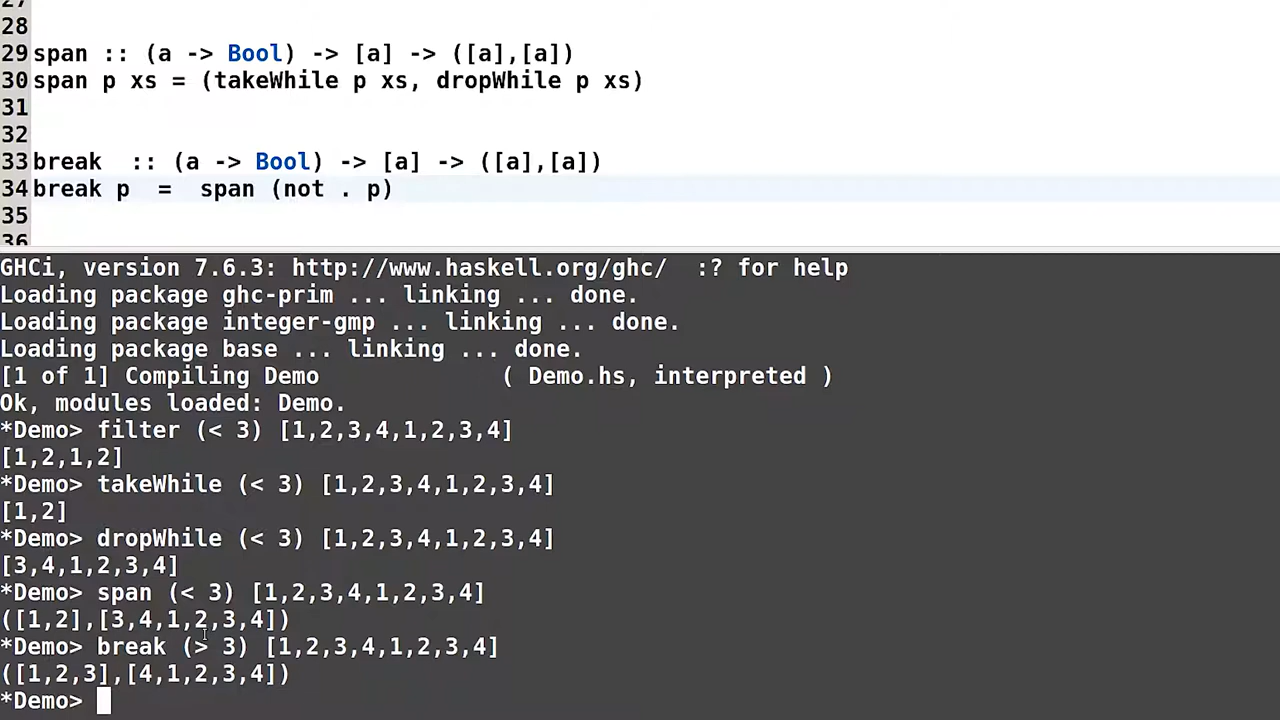 27
28
29 span :: (a -> Bool) -> [a] -> ([a],[a])
30 span p xs = (takeWhile p xs, dropWhile p xs)
31
32
33 break  :: (a -> Bool) -> [a] -> ([a],[a])
34 break p  =  span (not . p)
35
36
GHCi, version 7.6.3: http://www.haskell.org/ghc/  :? for help
Loading package ghc-prim ... linking ... done.
Loading package integer-gmp ... linking ... done.
Loading package base ... linking ... done.
[1 of 1] Compiling Demo             ( Demo.hs, interpreted )
Ok, modules loaded: Demo.
*Demo> filter (< 3) [1,2,3,4,1,2,3,4]
[1,2,1,2]
*Demo> takeWhile (< 3) [1,2,3,4,1,2,3,4]
[1,2]
*Demo> dropWhile (< 3) [1,2,3,4,1,2,3,4]
[3,4,1,2,3,4]
*Demo> span (< 3) [1,2,3,4,1,2,3,4]
([1,2],[3,4,1,2,3,4])
*Demo> break (> 3) [1,2,3,4,1,2,3,4]
([1,2,3],[4,1,2,3,4])
*Demo>